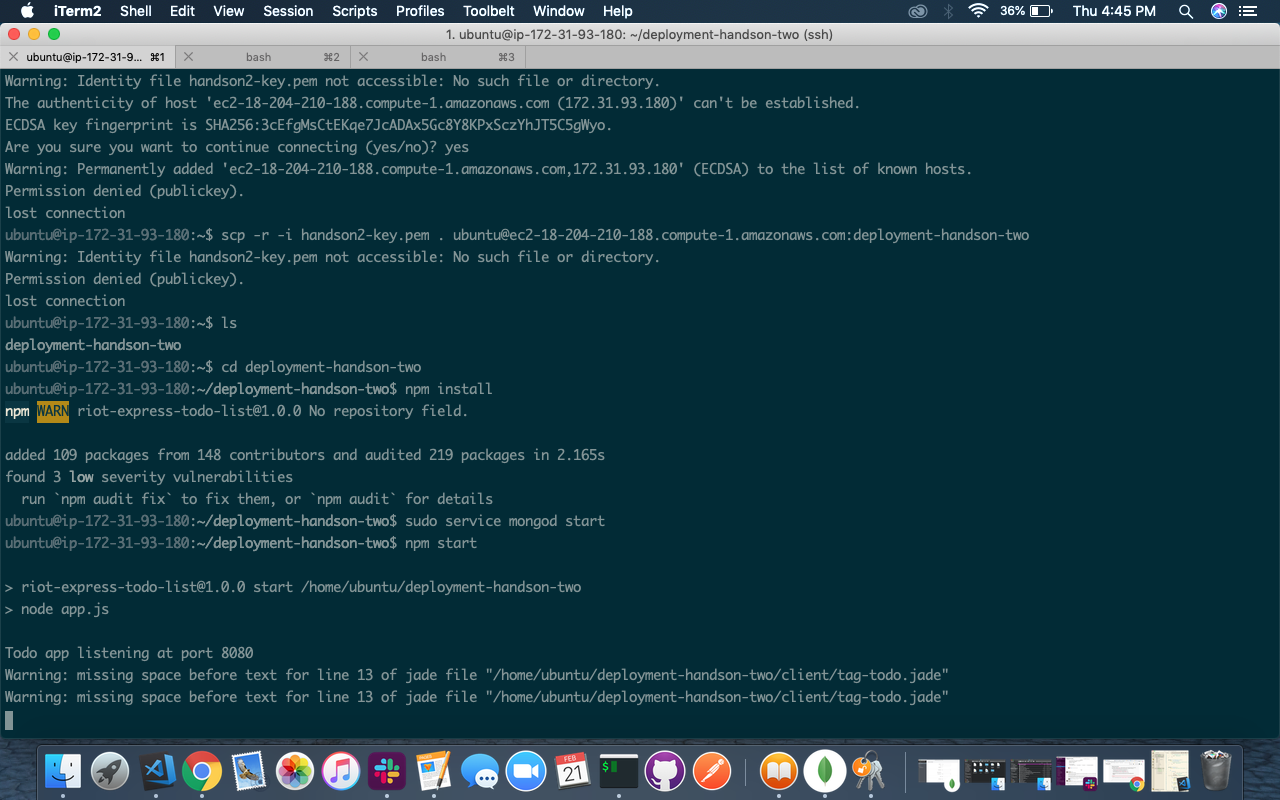 iTerm2 Shell Edit View Session Scripts Profiles Toolbelt Window Help 36% Thu 4:45 PM
1. ubuntu@ip-172-31-93-180: ~/deployment-handson-two (ssh)
ubuntu@ip-172-31-9... ⌘1 bash ⌘2 bash ⌘3
Warning: Identity file handson2-key.pem not accessible: No such file or directory.
The authenticity of host 'ec2-18-204-210-188.compute-1.amazonaws.com (172.31.93.180)' can't be established.
ECDSA key fingerprint is SHA256:3cEfgMsCtEKqe7JcADAx5Gc8Y8KPxSczYhJT5C5gWyo.
Are you sure you want to continue connecting (yes/no)? yes
Warning: Permanently added 'ec2-18-204-210-188.compute-1.amazonaws.com,172.31.93.180' (ECDSA) to the list of known hosts.
Permission denied (publickey).
lost connection
ubuntu@ip-172-31-93-180:~$ scp -r -i handson2-key.pem . ubuntu@ec2-18-204-210-188.compute-1.amazonaws.com:deployment-handson-two
Warning: Identity file handson2-key.pem not accessible: No such file or directory.
Permission denied (publickey).
lost connection
ubuntu@ip-172-31-93-180:~$ ls
deployment-handson-two
ubuntu@ip-172-31-93-180:~$ cd deployment-handson-two
ubuntu@ip-172-31-93-180:~/deployment-handson-two$ npm install
npm WARN riot-express-todo-list@1.0.0 No repository field.
added 109 packages from 148 contributors and audited 219 packages in 2.165s
found 3 low severity vulnerabilities
run `npm audit fix` to fix them, or `npm audit` for details
ubuntu@ip-172-31-93-180:~/deployment-handson-two$ sudo service mongod start
ubuntu@ip-172-31-93-180:~/deployment-handson-two$ npm start
> riot-express-todo-list@1.0.0 start /home/ubuntu/deployment-handson-two
> node app.js
Todo app listening at port 8080
Warning: missing space before text for line 13 of jade file "/home/ubuntu/deployment-handson-two/client/tag-todo.jade"
Warning: missing space before text for line 13 of jade file "/home/ubuntu/deployment-handson-two/client/tag-todo.jade"
FEB
21